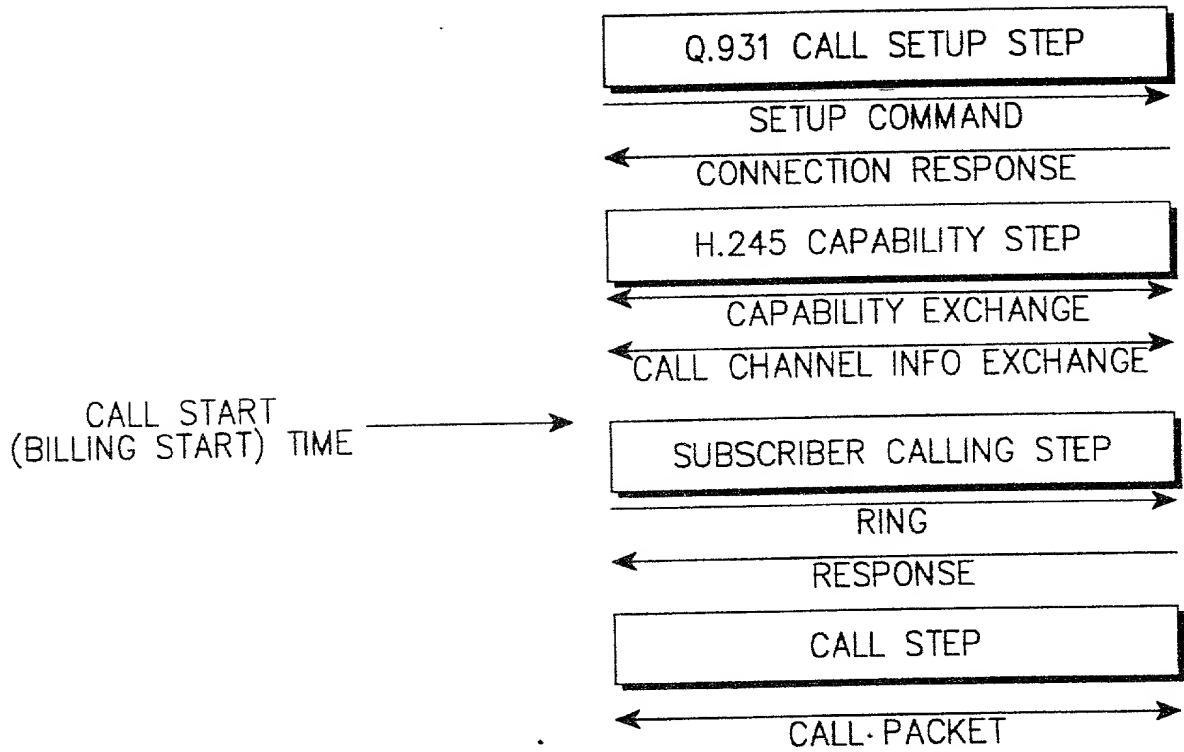 Q.931 CALL SETUP STEP
SETUP COMMAND
CONNECTION RESPONSE
H.245 CAPABILITY STEP
CAPABILITY EXCHANGE
CALL CHANNEL INFO EXCHANGE
CALL START
(BILLING START) TIME
SUBSCRIBER CALLING STEP
RING
RESPONSE
CALL STEP
CALL PACKET